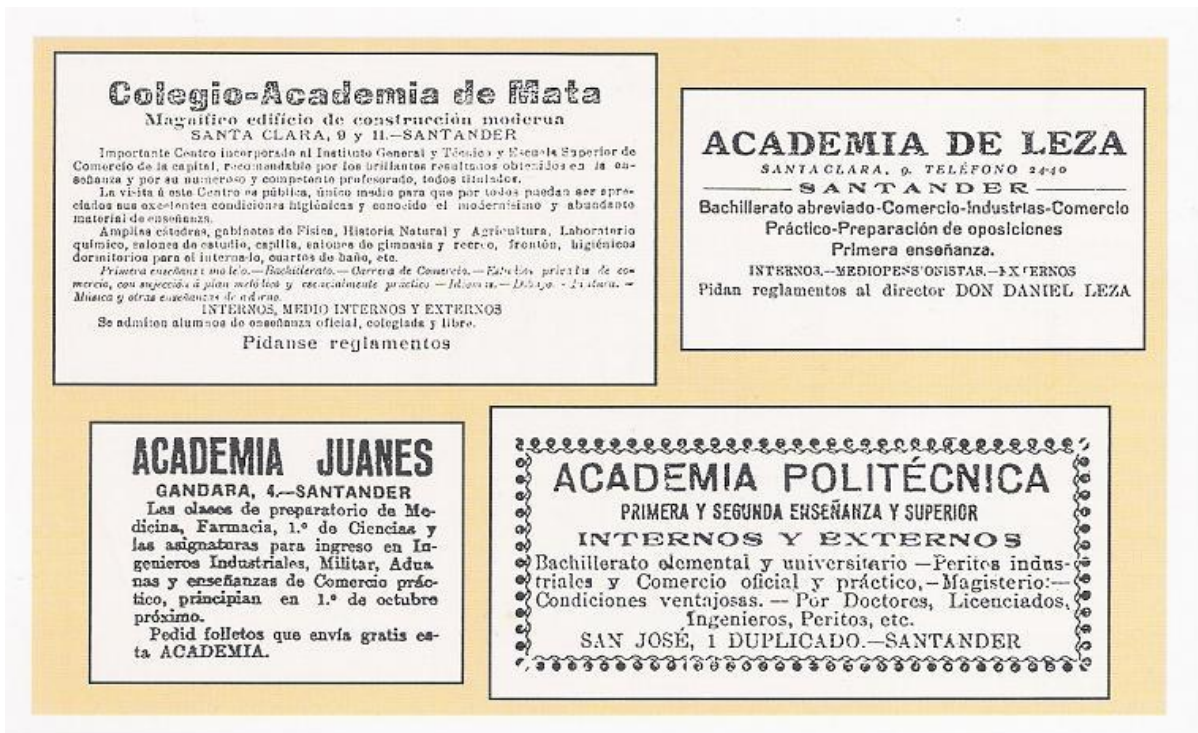 Colegio-Academia de Mata
Magnífico edificio de construcción moderna
SANTA CLARA, 9 y 11.—SANTANDER
Importante Centro incorporado al Instituto General y Técnico y Escuela Superior de
Comercio de la capital, recomendable por los brillantes resultados obtenidos en la en-
señanza y por su numeroso y competente profesorado, todos titulados.
La visita á este Centro es pública, único medio para que por todos puedan ser apre-
ciadas sus excelentes condiciones higiénicas y conocido el modernísimo y abundante
material de enseñanza.
Amplias cátedras, gabinetes de Física, Historia Natural y Agricultura, Laboratorio
químico, salones de estudio, capilla, salones de gimnasia y recreo, frontón, higiénicos
dormitorios para el internado, cuartos de baño, etc.
Primera enseñanza modelo.—Bachillerato.—Carrera de Comercio.—Estudios prácticos de co-
mercio, con sujeción á plan metódico y esencialmente práctico—Idiomas.—Dibujo.-Pintura.—
Música y otras enseñanzas de adorno.
INTERNOS, MEDIO INTERNOS Y EXTERNOS
Se admiten alumnos de enseñanza oficial, colegiada y libre.
Pidanse reglamentos
ACADEMIA DE LEZA
SANTA CLARA, 9. TELÉFONO 24-40
SANTANDER
Bachillerato abreviado-Comercio-Industrias-Comercio
Práctico-Preparación de oposiciones
Primera enseñanza.
INTERNOS.—MEDIOPENSIONISTAS.—EXTERNOS
Pidan reglamentos al director DON DANIEL LEZA
ACADEMIA JUANES
GANDARA, 4.—SANTANDER
Las clases de preparatorio de Me-
dicina, Farmacia, 1.º de Ciencias y
las asignaturas para ingreso en In-
genieros Industriales, Militar, Adua
nas y enseñanzas de Comercio prác-
tico, principian en 1.º de octubre
próximo.
Pedid folletos que envía gratis es-
ta ACADEMIA.
ACADEMIA POLITÉCNICA
PRIMERA Y SEGUNDA ENSEÑANZA Y SUPERIOR
INTERNOS Y EXTERNOS
Bachillerato elemental y universitario—Peritos indus-
triales y Comercio oficial y práctico,—Magisterio:—
Condiciones ventajosas.—Por Doctores, Licenciados,
Ingenieros, Peritos, etc.
SAN JOSÉ, 1 DUPLICADO.—SANTANDER